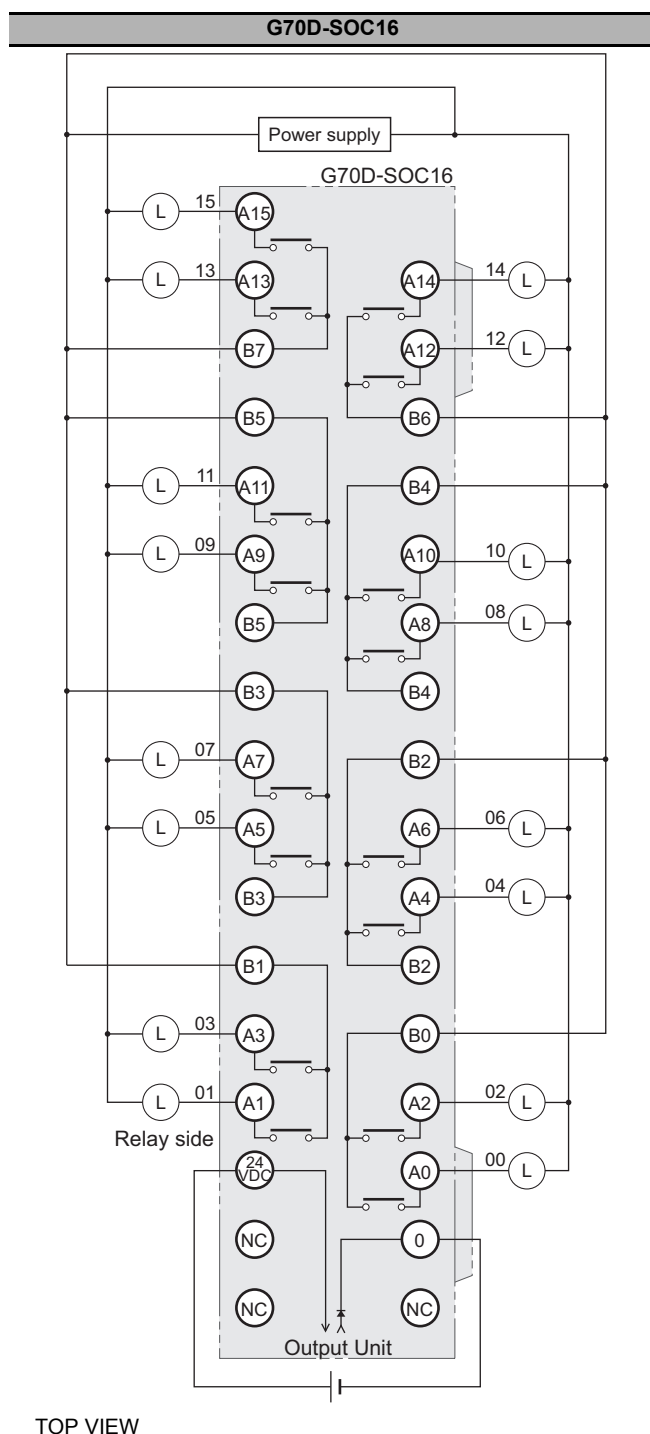 G70D-SOC16
Power supply
G70D-SOC16
L 15 A15
L 13 A13 A14 14 L
B7 A12 12 L
B5 B6
L 11 A11 B4
L 09 A9 A10 10 L
B5 A8 08 L
B3 B4
L 07 A7 B2
L 05 A5 A6 06 L
B3 A4 04 L
B1 B2
L 03 A3 B0
L 01 A1 A2 02 L
Relay side
24 VDC A0 00 L
NC 0
NC NC
Output Unit
TOP VIEW